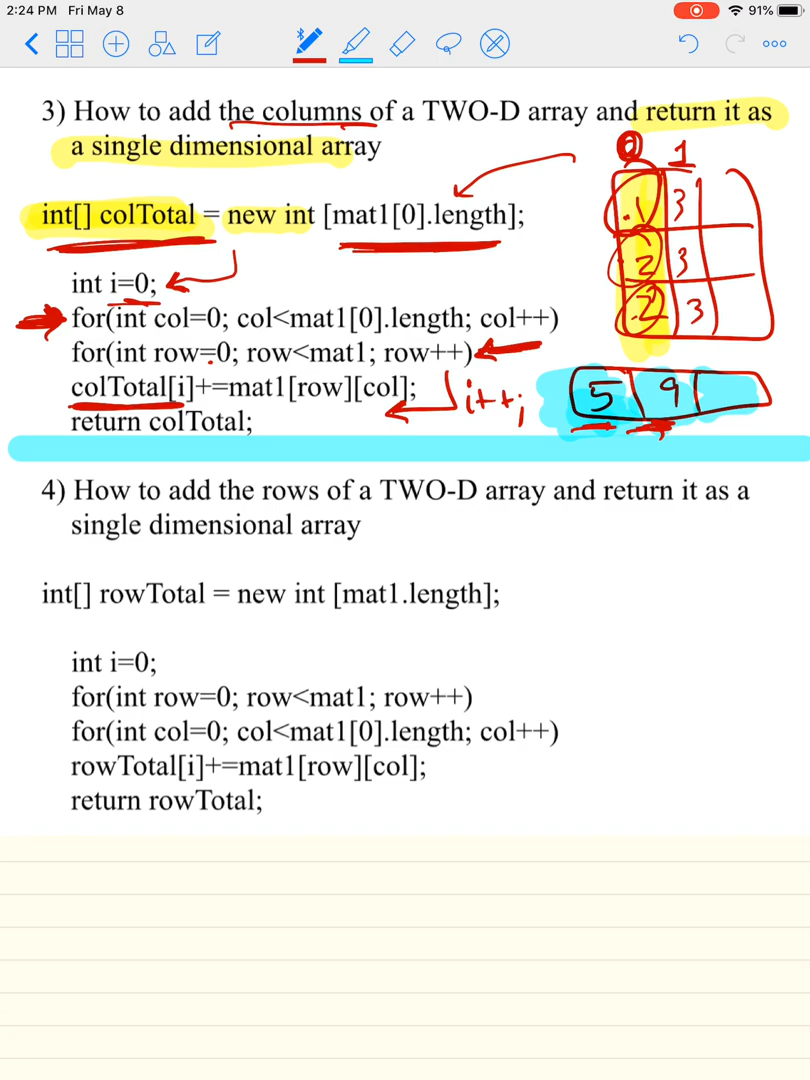 2:24 PM Fri May 8
91%
3) How to add the columns of a TWO-D array and return it as
a single dimensional array
0 1
int[] colTotal = new int [mat1[0].length];
1 3
int i=0;
2 3
for(int col=0; col<mat1[0].length; col++)
2 3
for(int row=0; row<mat1; row++)
colTotal[i]+=mat1[row][col]; i++;
5 9
return colTotal;
4) How to add the rows of a TWO-D array and return it as a
single dimensional array
int[] rowTotal = new int [mat1.length];
int i=0;
for(int row=0; row<mat1; row++)
for(int col=0; col<mat1[0].length; col++)
rowTotal[i]+=mat1[row][col];
return rowTotal;